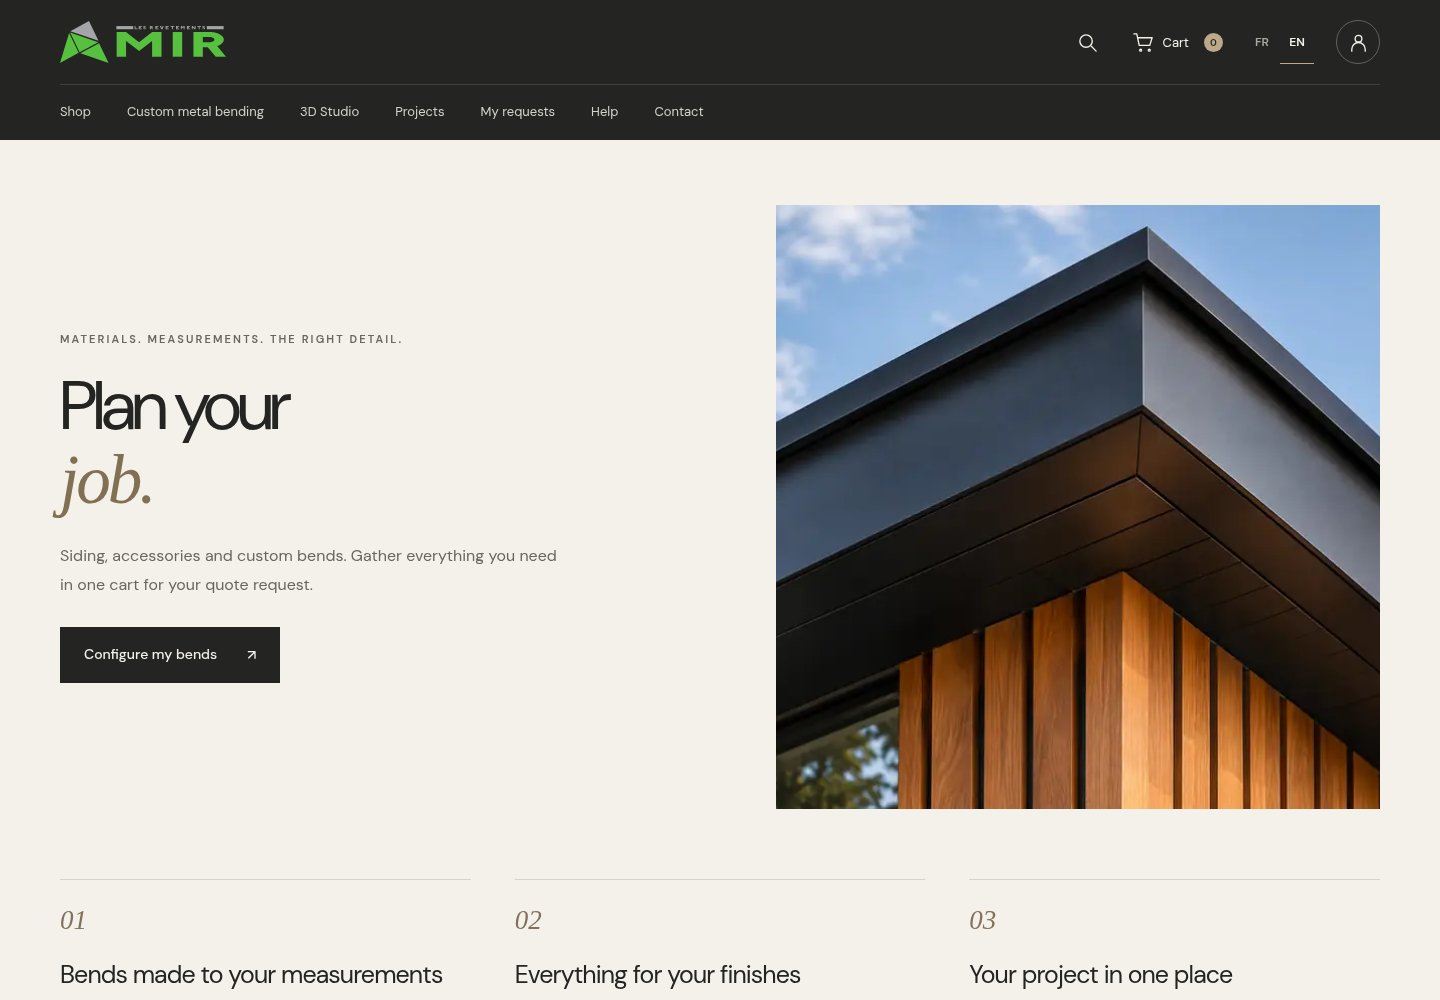 LES REVETEMENTS
MIR
Cart 0 FR EN
Shop Custom metal bending 3D Studio Projects My requests Help Contact
MATERIALS. MEASUREMENTS. THE RIGHT DETAIL.
Plan your
job.
Siding, accessories and custom bends. Gather everything you need
in one cart for your quote request.
Configure my bends
01
Bends made to your measurements
02
Everything for your finishes
03
Your project in one place